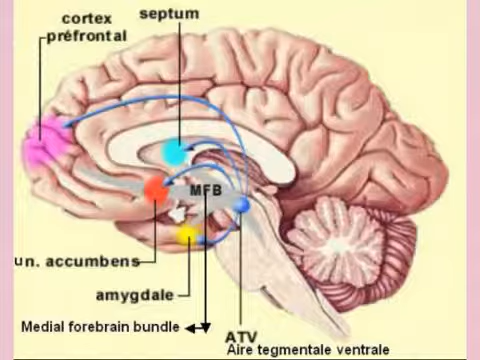 septum
cortex
préfrontal
MFB
un. accumbens
amygdale
Medial forebrain bundle
ATV
Aire tegmentale ventrale